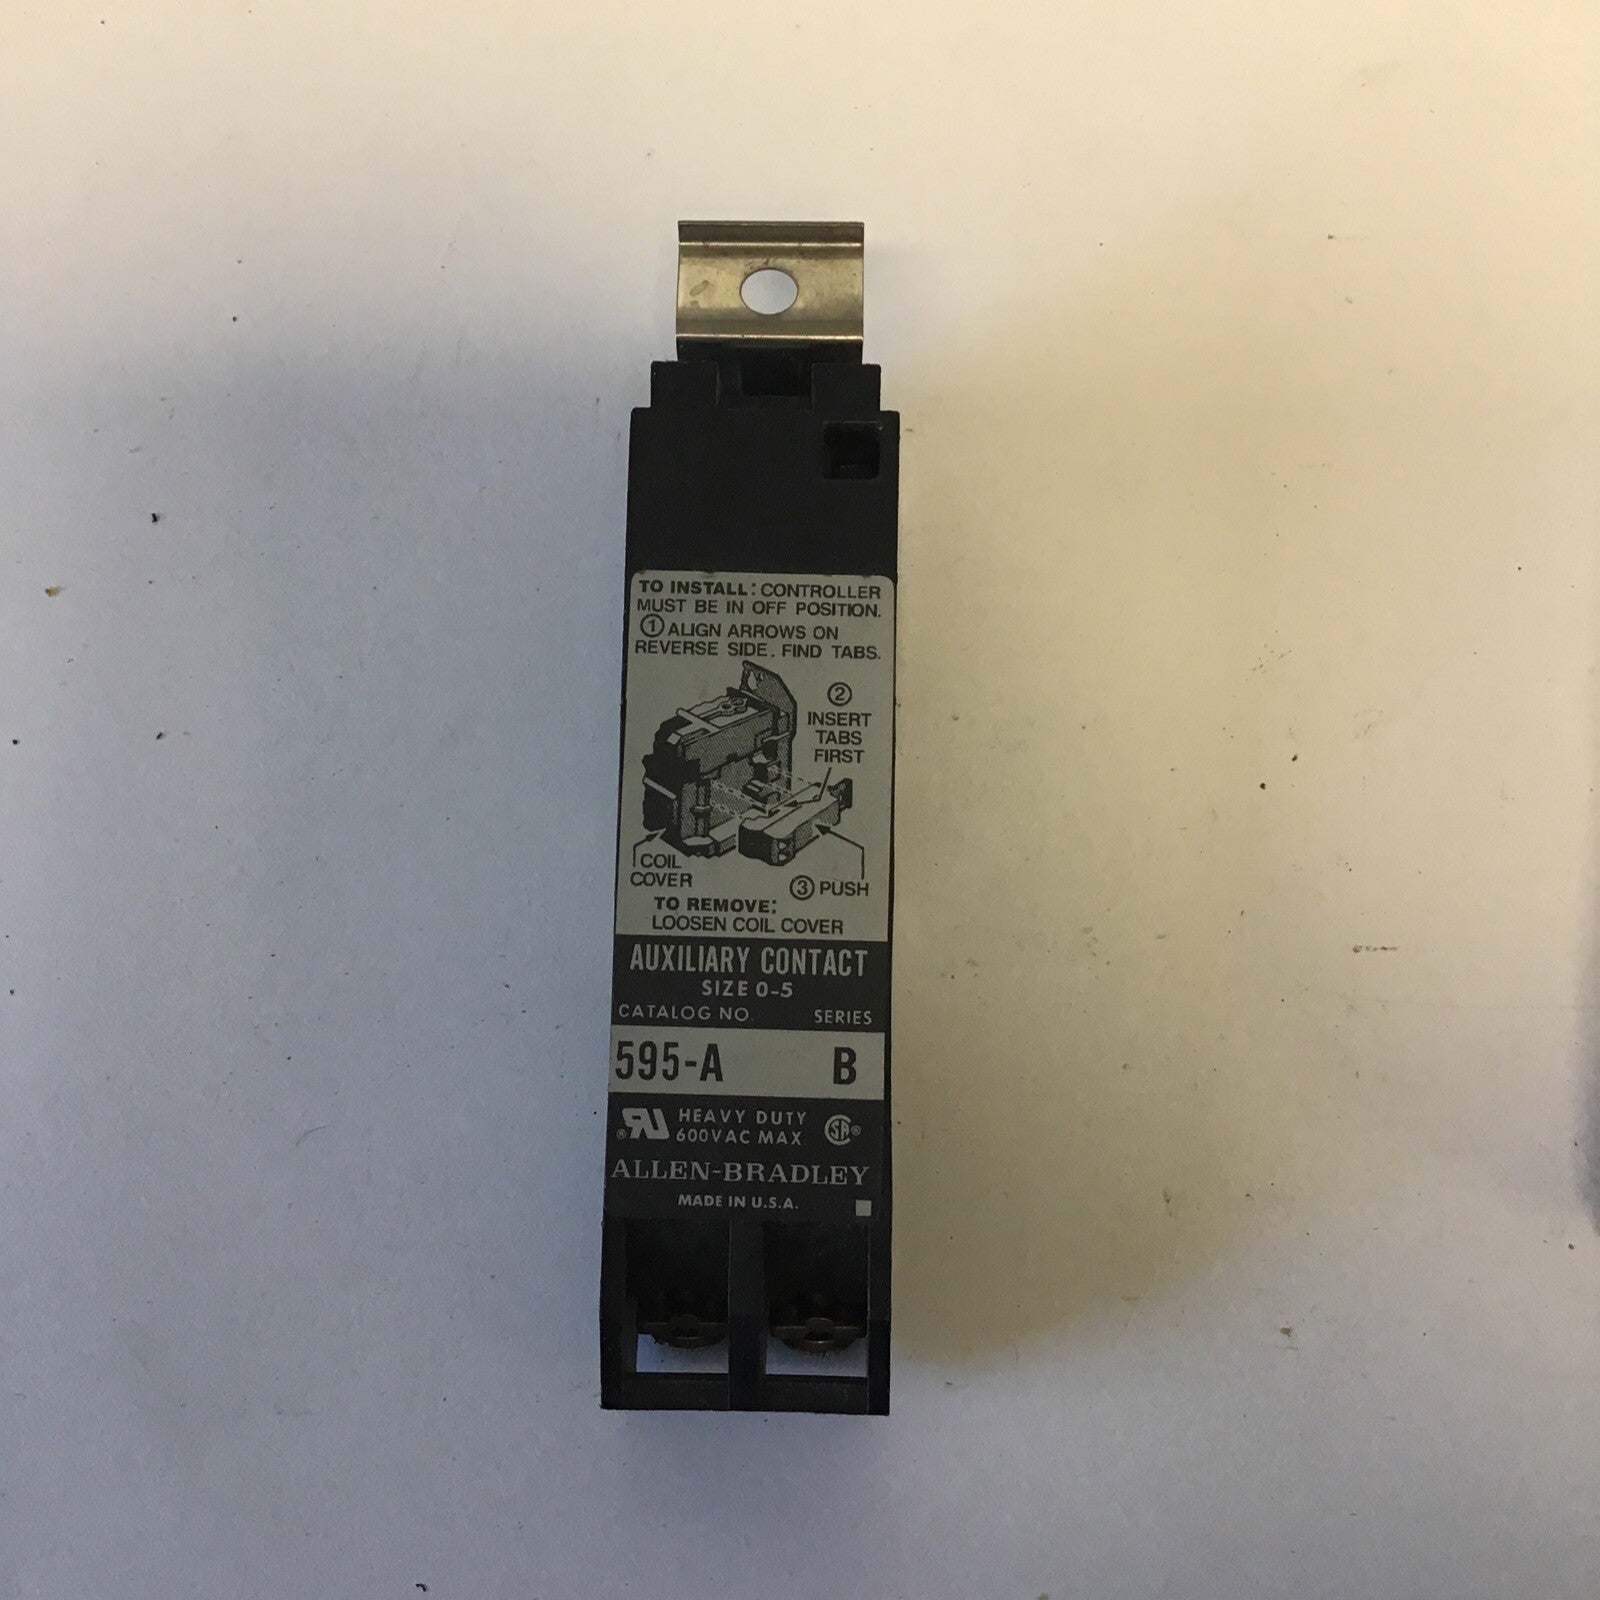 TO INSTALL: CONTROLLER
MUST BE IN OFF POSITION.
① ALIGN ARROWS ON
REVERSE SIDE. FIND TABS.
②
INSERT
TABS
FIRST
COIL
COVER
③ PUSH
TO REMOVE:
LOOSEN COIL COVER
AUXILIARY CONTACT
SIZE 0-5
CATALOG NO. SERIES
595-A B
RU® HEAVY DUTY SA®
600VAC MAX
ALLEN-BRADLEY
MADE IN U.S.A.